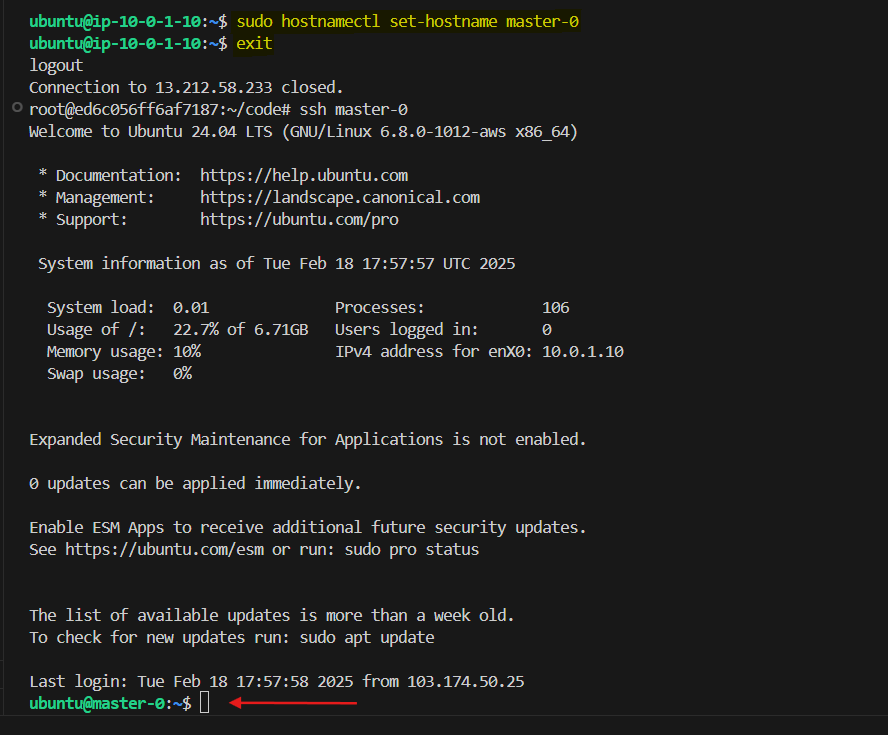 ubuntu@ip-10-0-1-10:~$ sudo hostnamectl set-hostname master-0
ubuntu@ip-10-0-1-10:~$ exit
logout
Connection to 13.212.58.233 closed.
root@ed6c056ff6af7187:~/code# ssh master-0
Welcome to Ubuntu 24.04 LTS (GNU/Linux 6.8.0-1012-aws x86_64)

 * Documentation:  https://help.ubuntu.com
 * Management:     https://landscape.canonical.com
 * Support:        https://ubuntu.com/pro

 System information as of Tue Feb 18 17:57:57 UTC 2025

  System load:  0.01              Processes:             106
  Usage of /:   22.7% of 6.71GB   Users logged in:       0
  Memory usage: 10%               IPv4 address for enX0: 10.0.1.10
  Swap usage:   0%

Expanded Security Maintenance for Applications is not enabled.

0 updates can be applied immediately.

Enable ESM Apps to receive additional future security updates.
See https://ubuntu.com/esm or run: sudo pro status

The list of available updates is more than a week old.
To check for new updates run: sudo apt update

Last login: Tue Feb 18 17:57:58 2025 from 103.174.50.25
ubuntu@master-0:~$